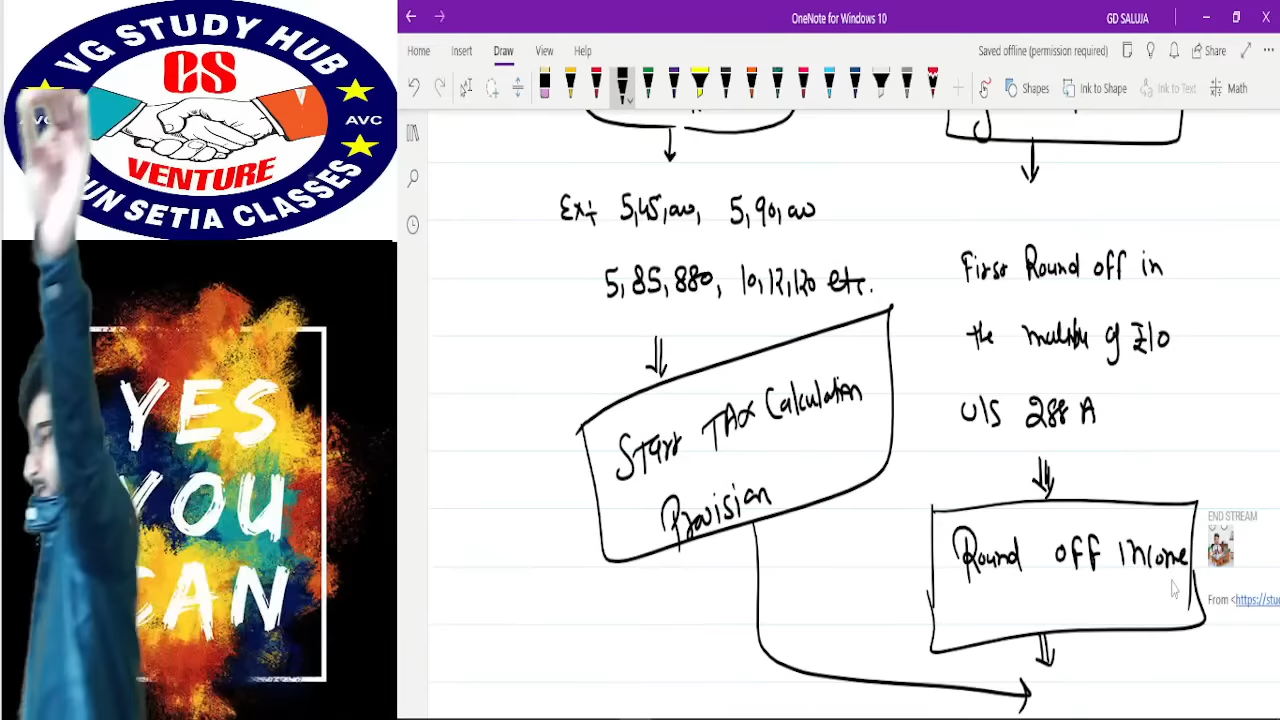 VG STUDY HUB
CS
AVC
AVC
VENTURE
UN SETIA CLASSES
YES
YOU
CAN
OneNote for Windows 10
GD SALUJA
Home
Insert
Draw
View
Help
Saved offline (permission required)
Share
Shapes
Ink to Shape
Ink to Text
Math
Ex:- 5,45,000, 5,90,000
5,85,880, 10,12,120 etc.
Start Tax Calculation
Provision
First Round off in
the multiple of ₹10
U/S 288 A
Round off income
END STREAM
From <https://stu